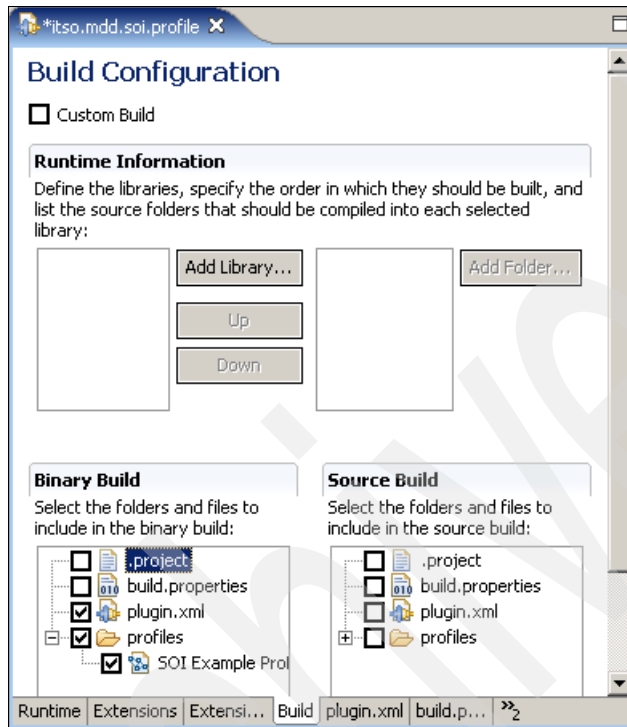 *itso.mdd.soi.profile
Build Configuration
Custom Build
Runtime Information
Define the libraries, specify the order in which they should be built, and
list the source folders that should be compiled into each selected
library:
Add Library...
Add Folder...
Up
Down
Binary Build
Select the folders and files to
include in the binary build:
.project
build.properties
plugin.xml
profiles
SOI Example Prof
Source Build
Select the folders and files to
include in the source build:
.project
build.properties
plugin.xml
profiles
Runtime Extensions Extensi... Build plugin.xml build.p... »2